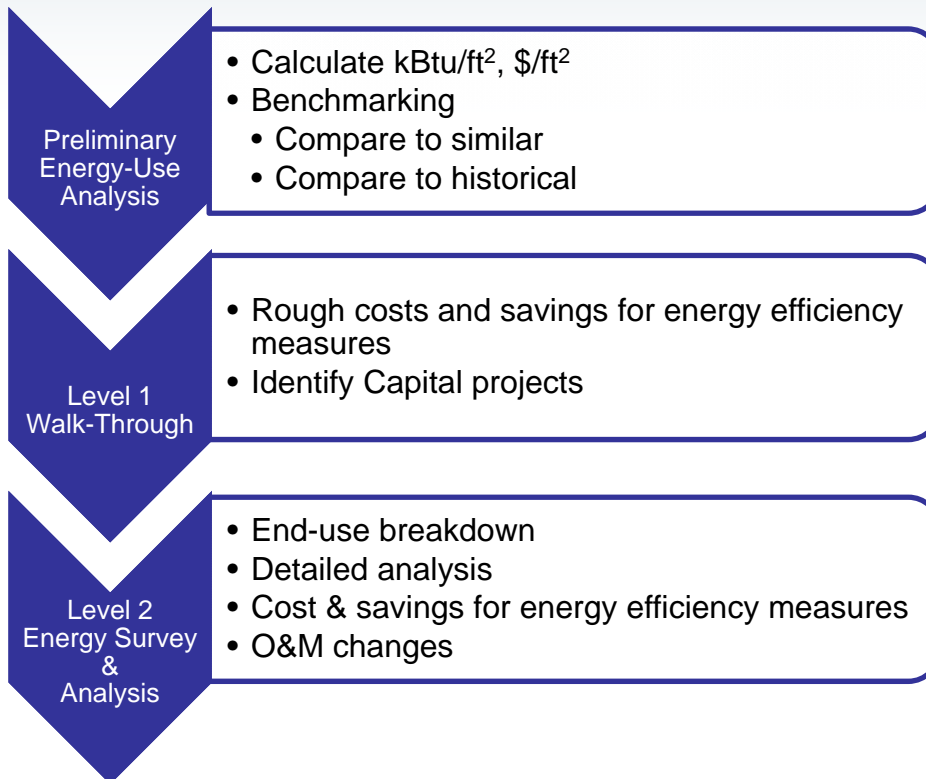 Preliminary
Energy-Use
Analysis
• Calculate kBtu/ft², $/ft²
• Benchmarking
• Compare to similar
• Compare to historical
Level 1
Walk-Through
• Rough costs and savings for energy efficiency
measures
• Identify Capital projects
Level 2
Energy Survey
&
Analysis
• End-use breakdown
• Detailed analysis
• Cost & savings for energy efficiency measures
• O&M changes